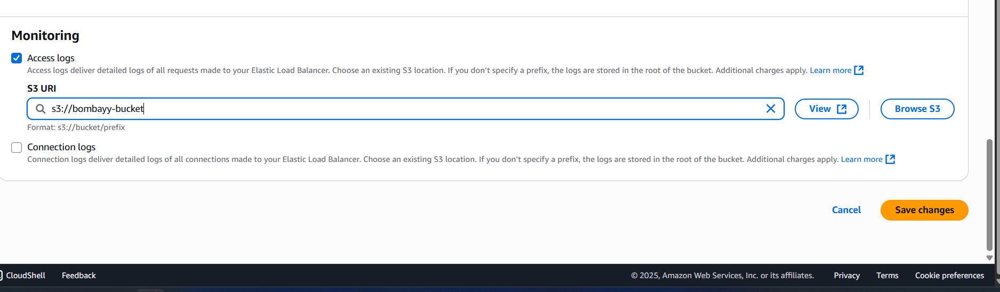 Monitoring
Access logs
Access logs deliver detailed logs of all requests made to your Elastic Load Balancer. Choose an existing S3 location. If you don't specify a prefix, the logs are stored in the root of the bucket. Additional charges apply. Learn more
S3 URI
s3://bombayy-bucket
View
Browse S3
Format: s3://bucket/prefix
Connection logs
Connection logs deliver detailed logs of all connections made to your Elastic Load Balancer. Choose an existing S3 location. If you don't specify a prefix, the logs are stored in the root of the bucket. Additional charges apply. Learn more
Cancel
Save changes
CloudShell
Feedback
© 2025, Amazon Web Services, Inc. or its affiliates.
Privacy
Terms
Cookie preferences